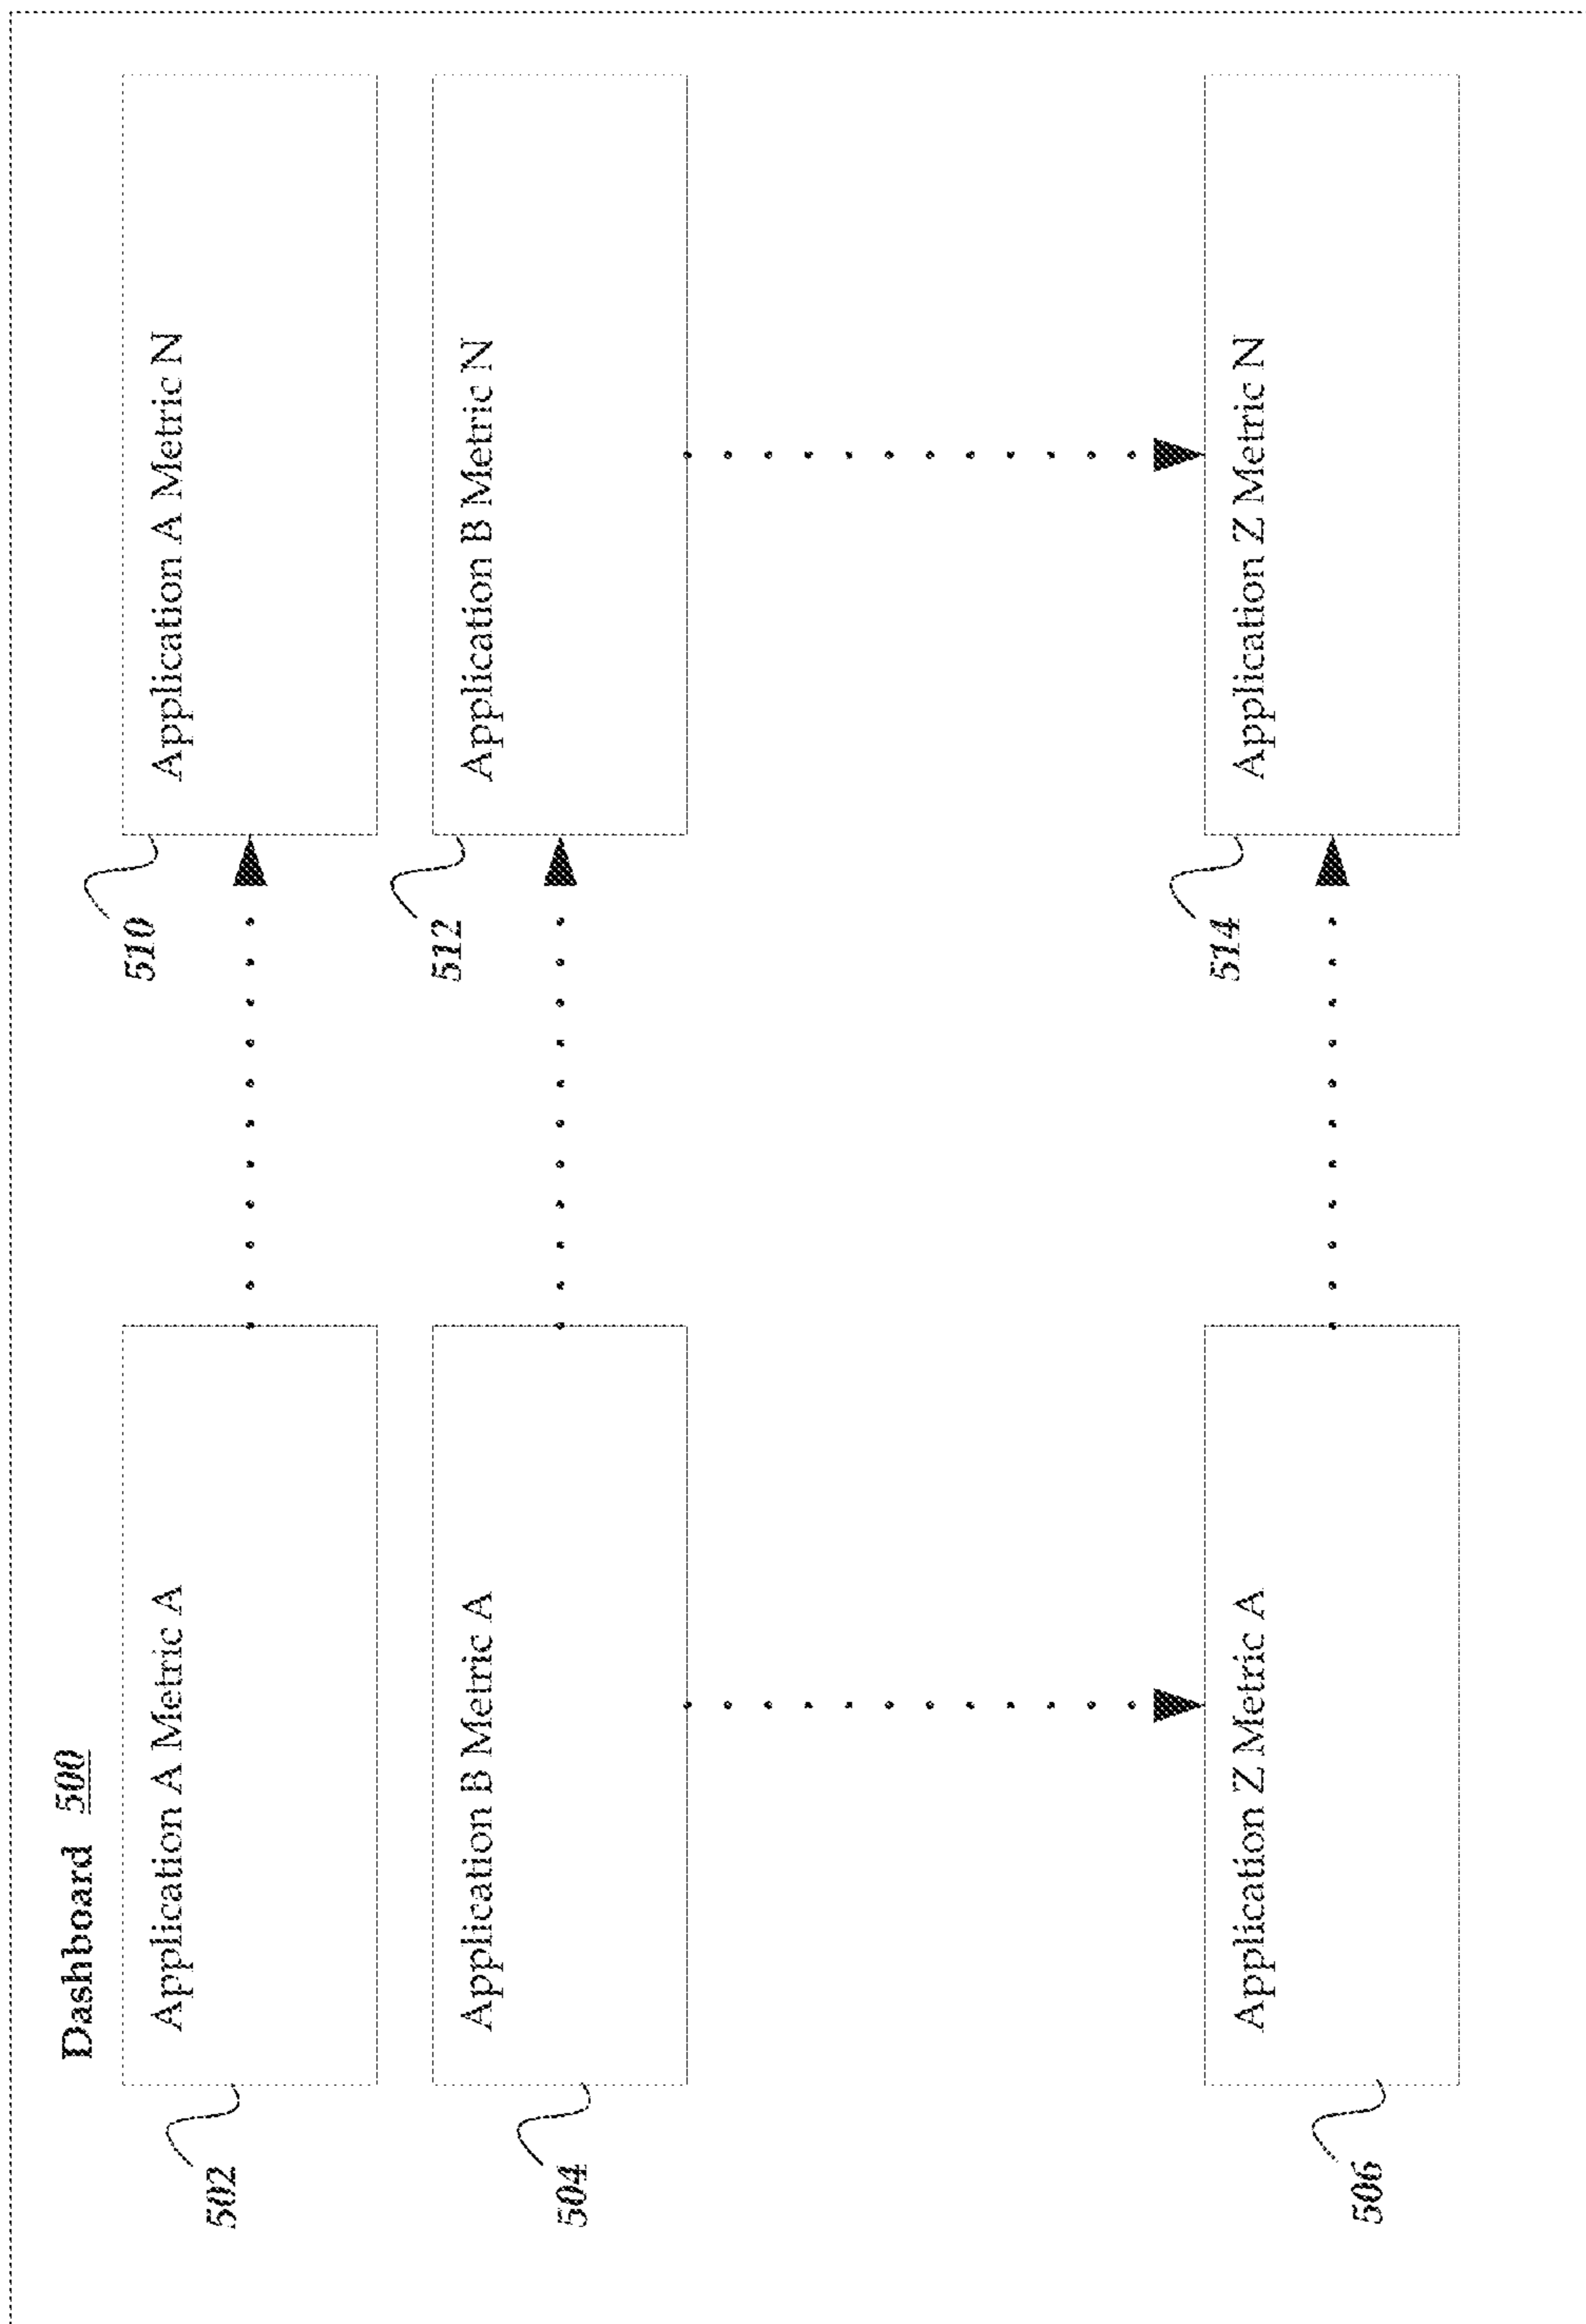 Dashboard 500
502
Application A Metric A
510
Application A Metric N
504
Application B Metric A
512
Application B Metric N
506
Application Z Metric A
514
Application Z Metric N